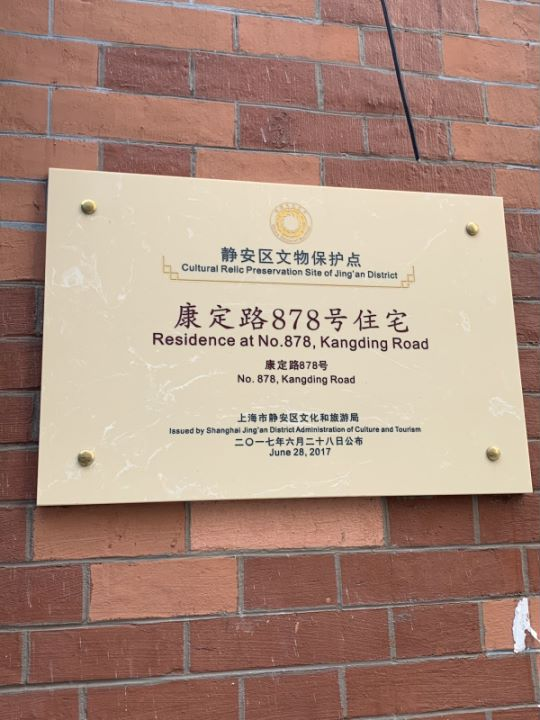 静安区文物保护点
Cultural Relic Preservation Site of Jing'an District
康定路878号住宅
Residence at No.878, Kangding Road
康定路878号
No. 878, Kangding Road
上海市静安区文化和旅游局
Issued by Shanghai Jing'an District Administration of Culture and Tourism
二〇一七年六月二十八日公布
June 28, 2017